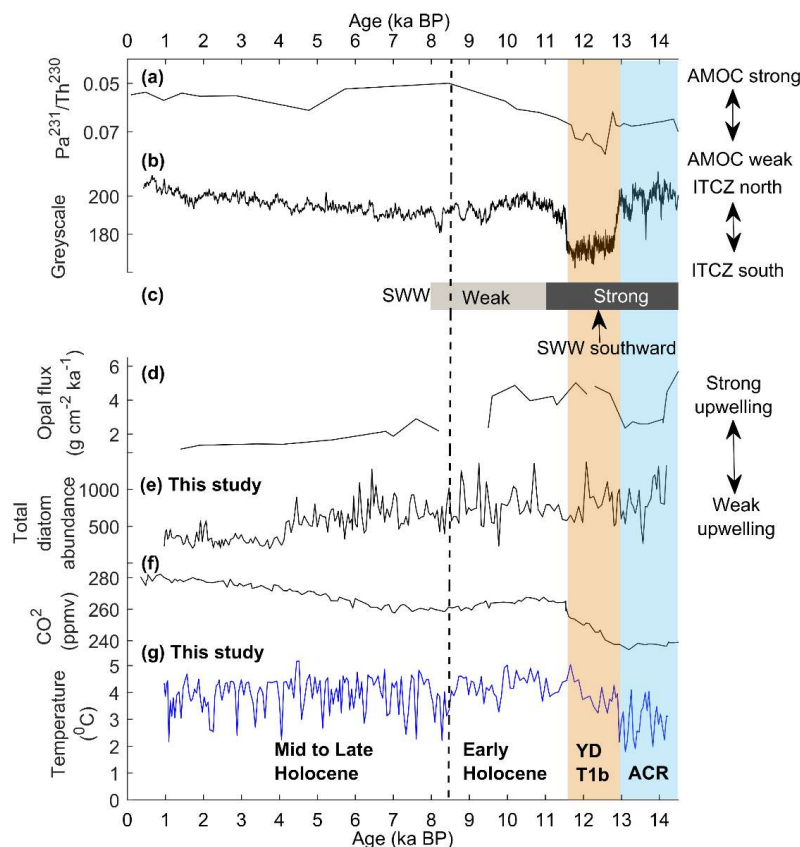 Age (ka BP)
0 1 2 3 4 5 6 7 8 9 10 11 12 13 14
(a)
Pa²³¹/Th²³⁰
0.05
0.07
AMOC strong
AMOC weak
(b)
Greyscale
200
180
ITCZ north
ITCZ south
(c)
SWW Weak Strong
SWW southward
(d)
Opal flux
(g cm⁻² ka⁻¹)
6
4
2
Strong
upwelling
(e) This study
Total
diatom
abundance
1000
500
Weak
upwelling
(f)
CO²
(ppmv)
280
260
240
(g) This study
Temperature
(⁰C)
5
4
3
2
1
0
Mid to Late
Holocene
Early
Holocene
YD
T1b
ACR
0 1 2 3 4 5 6 7 8 9 10 11 12 13 14
Age (ka BP)